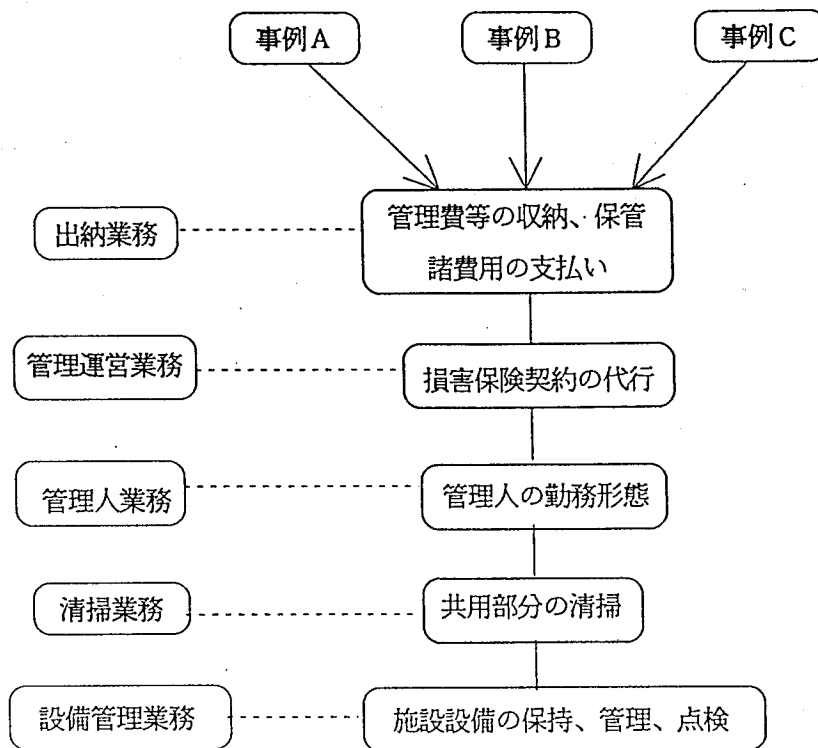 事例A
事例B
事例C
出納業務
管理費等の収納、保管
諸費用の支払い
管理運営業務
損害保険契約の代行
管理人業務
管理人の勤務形態
清掃業務
共用部分の清掃
設備管理業務
施設設備の保持、管理、点検